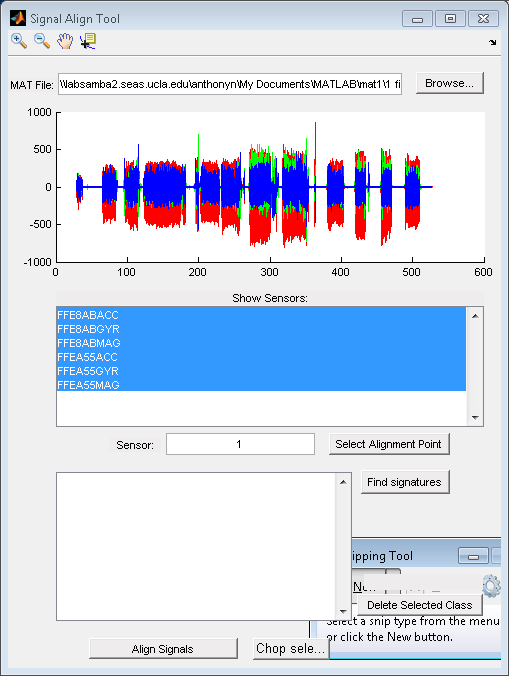 Signal Align Tool
MAT File: \\labsamba2.seas.ucla.edu\anthonyn\My Documents\MATLAB\mat1\1 fi Browse...
1000
500
0
-500
-1000
0 100 200 300 400 500 600
Show Sensors:
FFE8ABACC
FFE8ABGYR
FFE8ABMAG
FFEA55ACC
FFEA55GYR
FFEA55MAG
Sensor: 1 Select Alignment Point
Find signatures
ipping Tool
Delete Selected Class
Select a snip type from the menu
or click the New button.
Align Signals Chop sele...